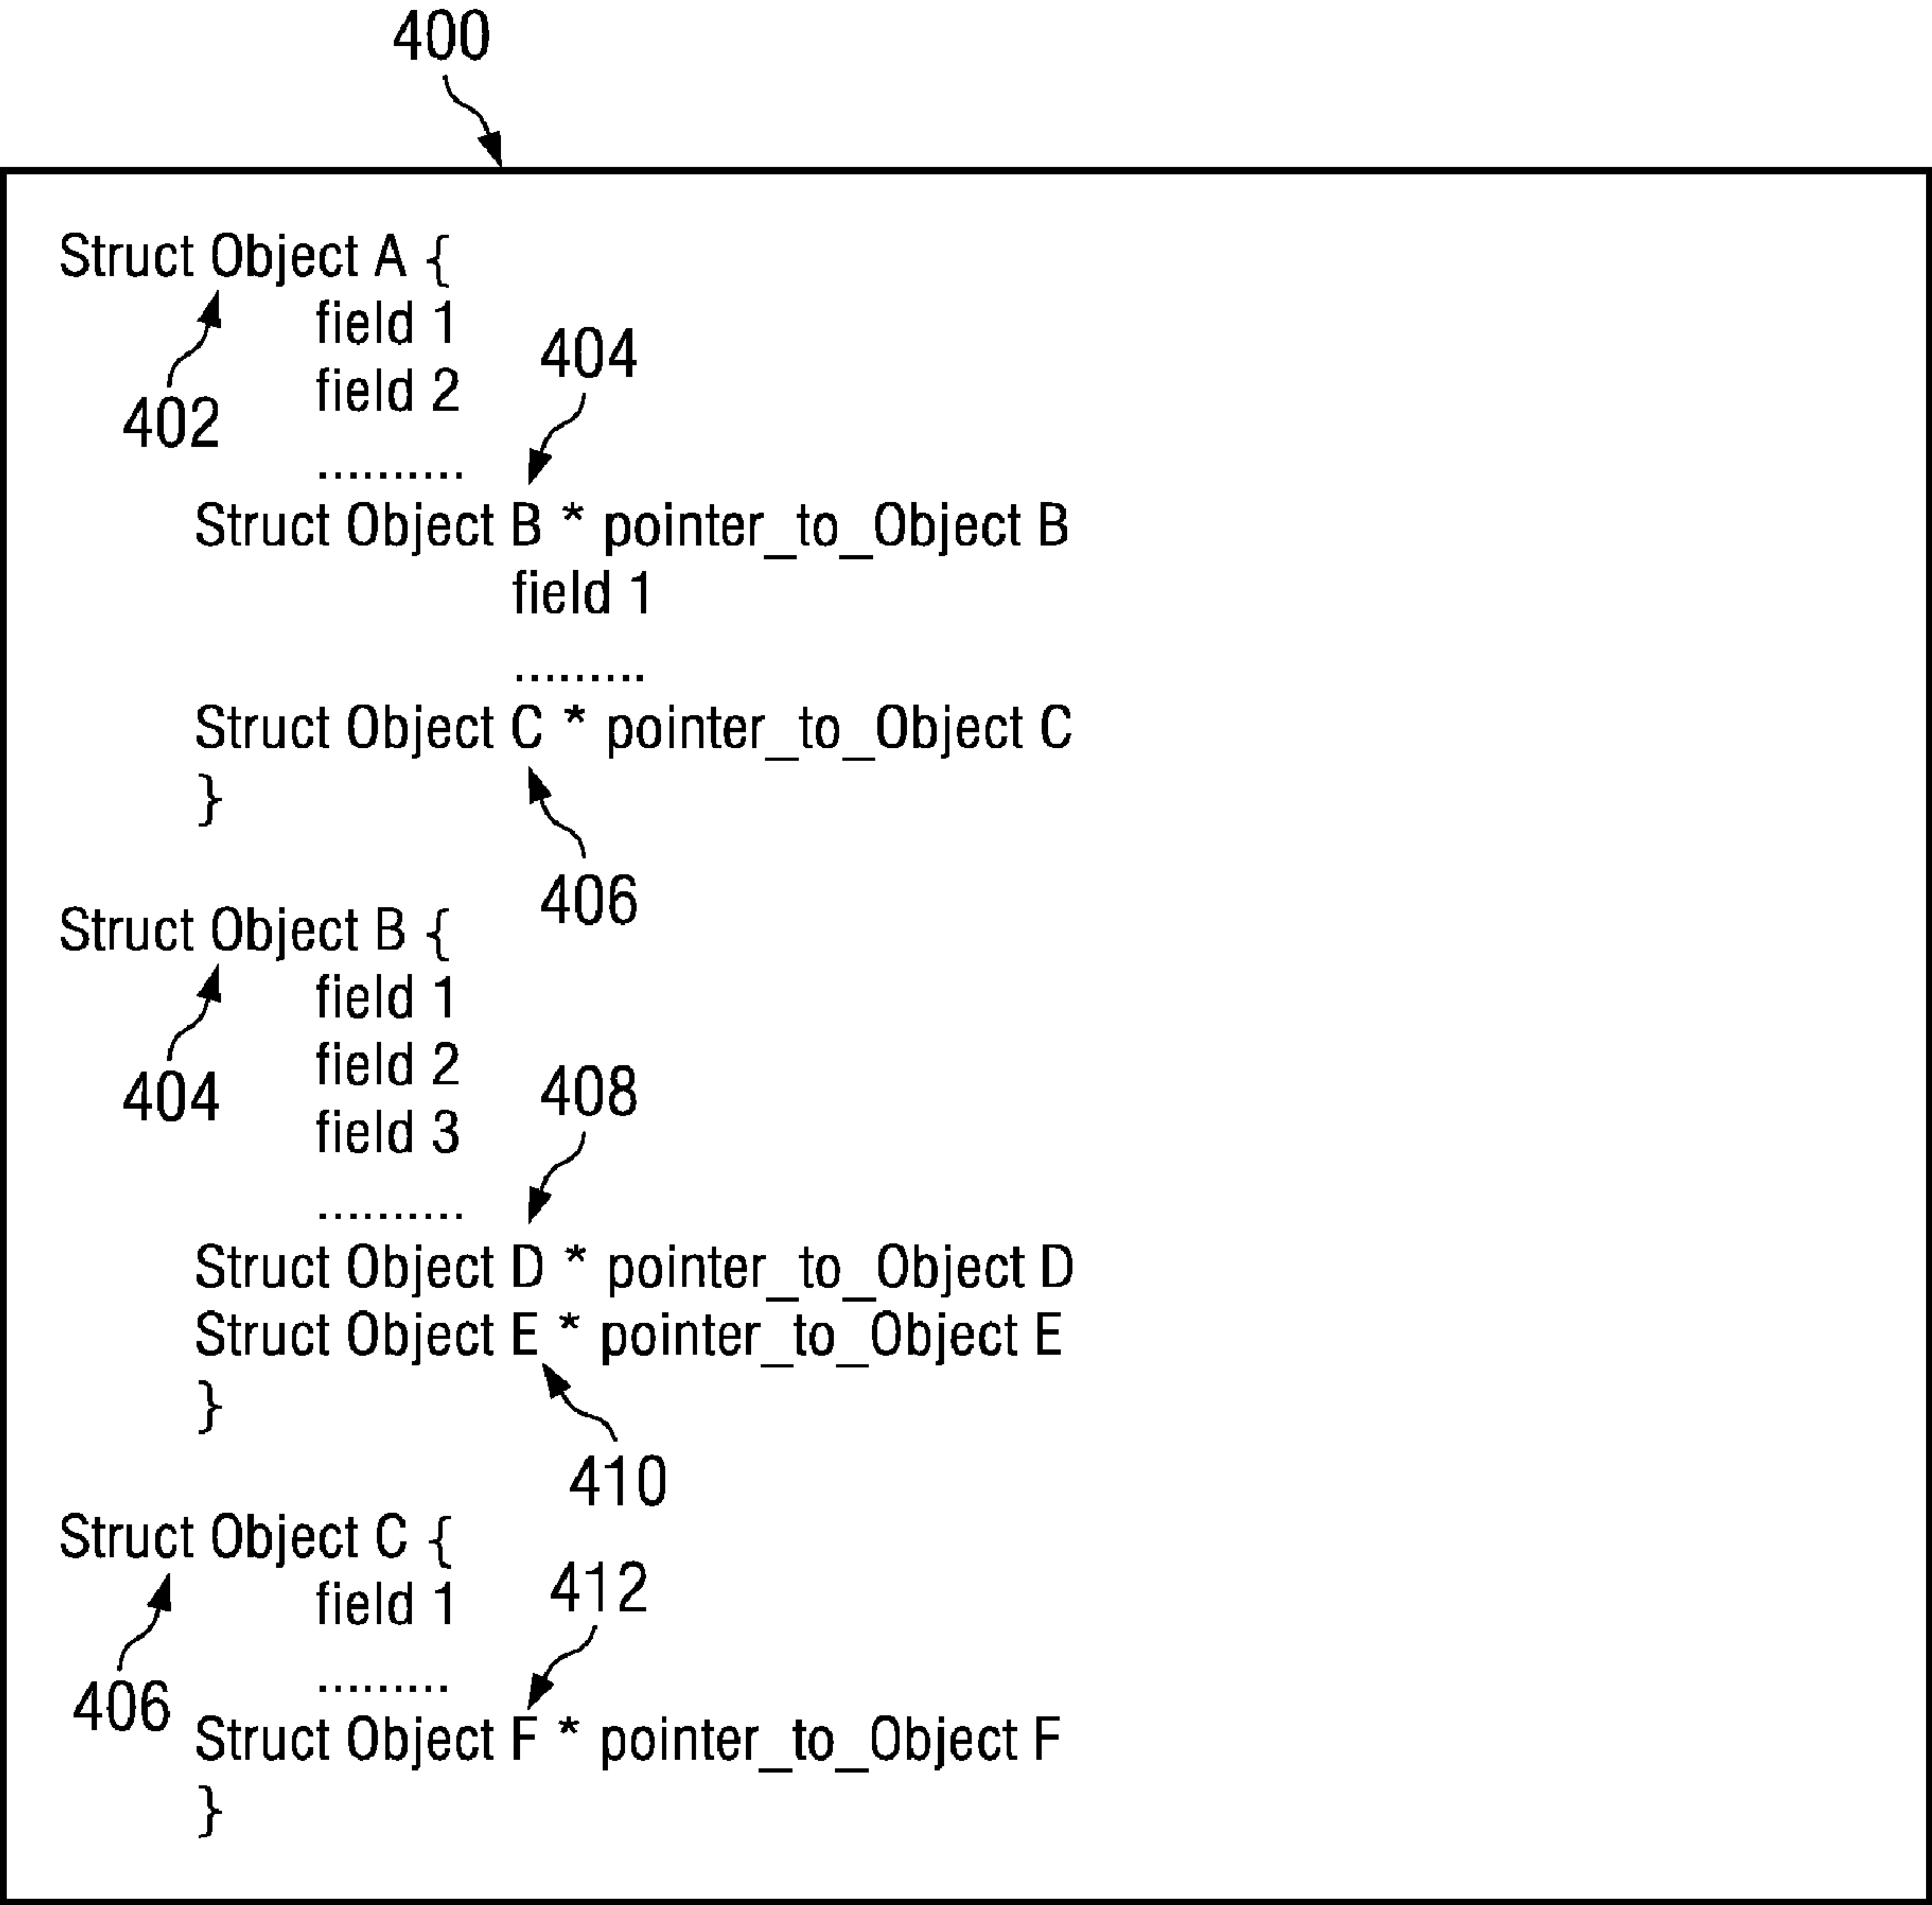 400
Struct Object A {
field 1
404
field 2
402
..........
Struct Object B * pointer_to_Object B
field 1
.........
Struct Object C * pointer_to_Object C
}
406
Struct Object B {
field 1
field 2
408
404
field 3
..........
Struct Object D * pointer_to_Object D
Struct Object E * pointer_to_Object E
}
410
Struct Object C {
412
field 1
.........
406
Struct Object F * pointer_to_Object F
}